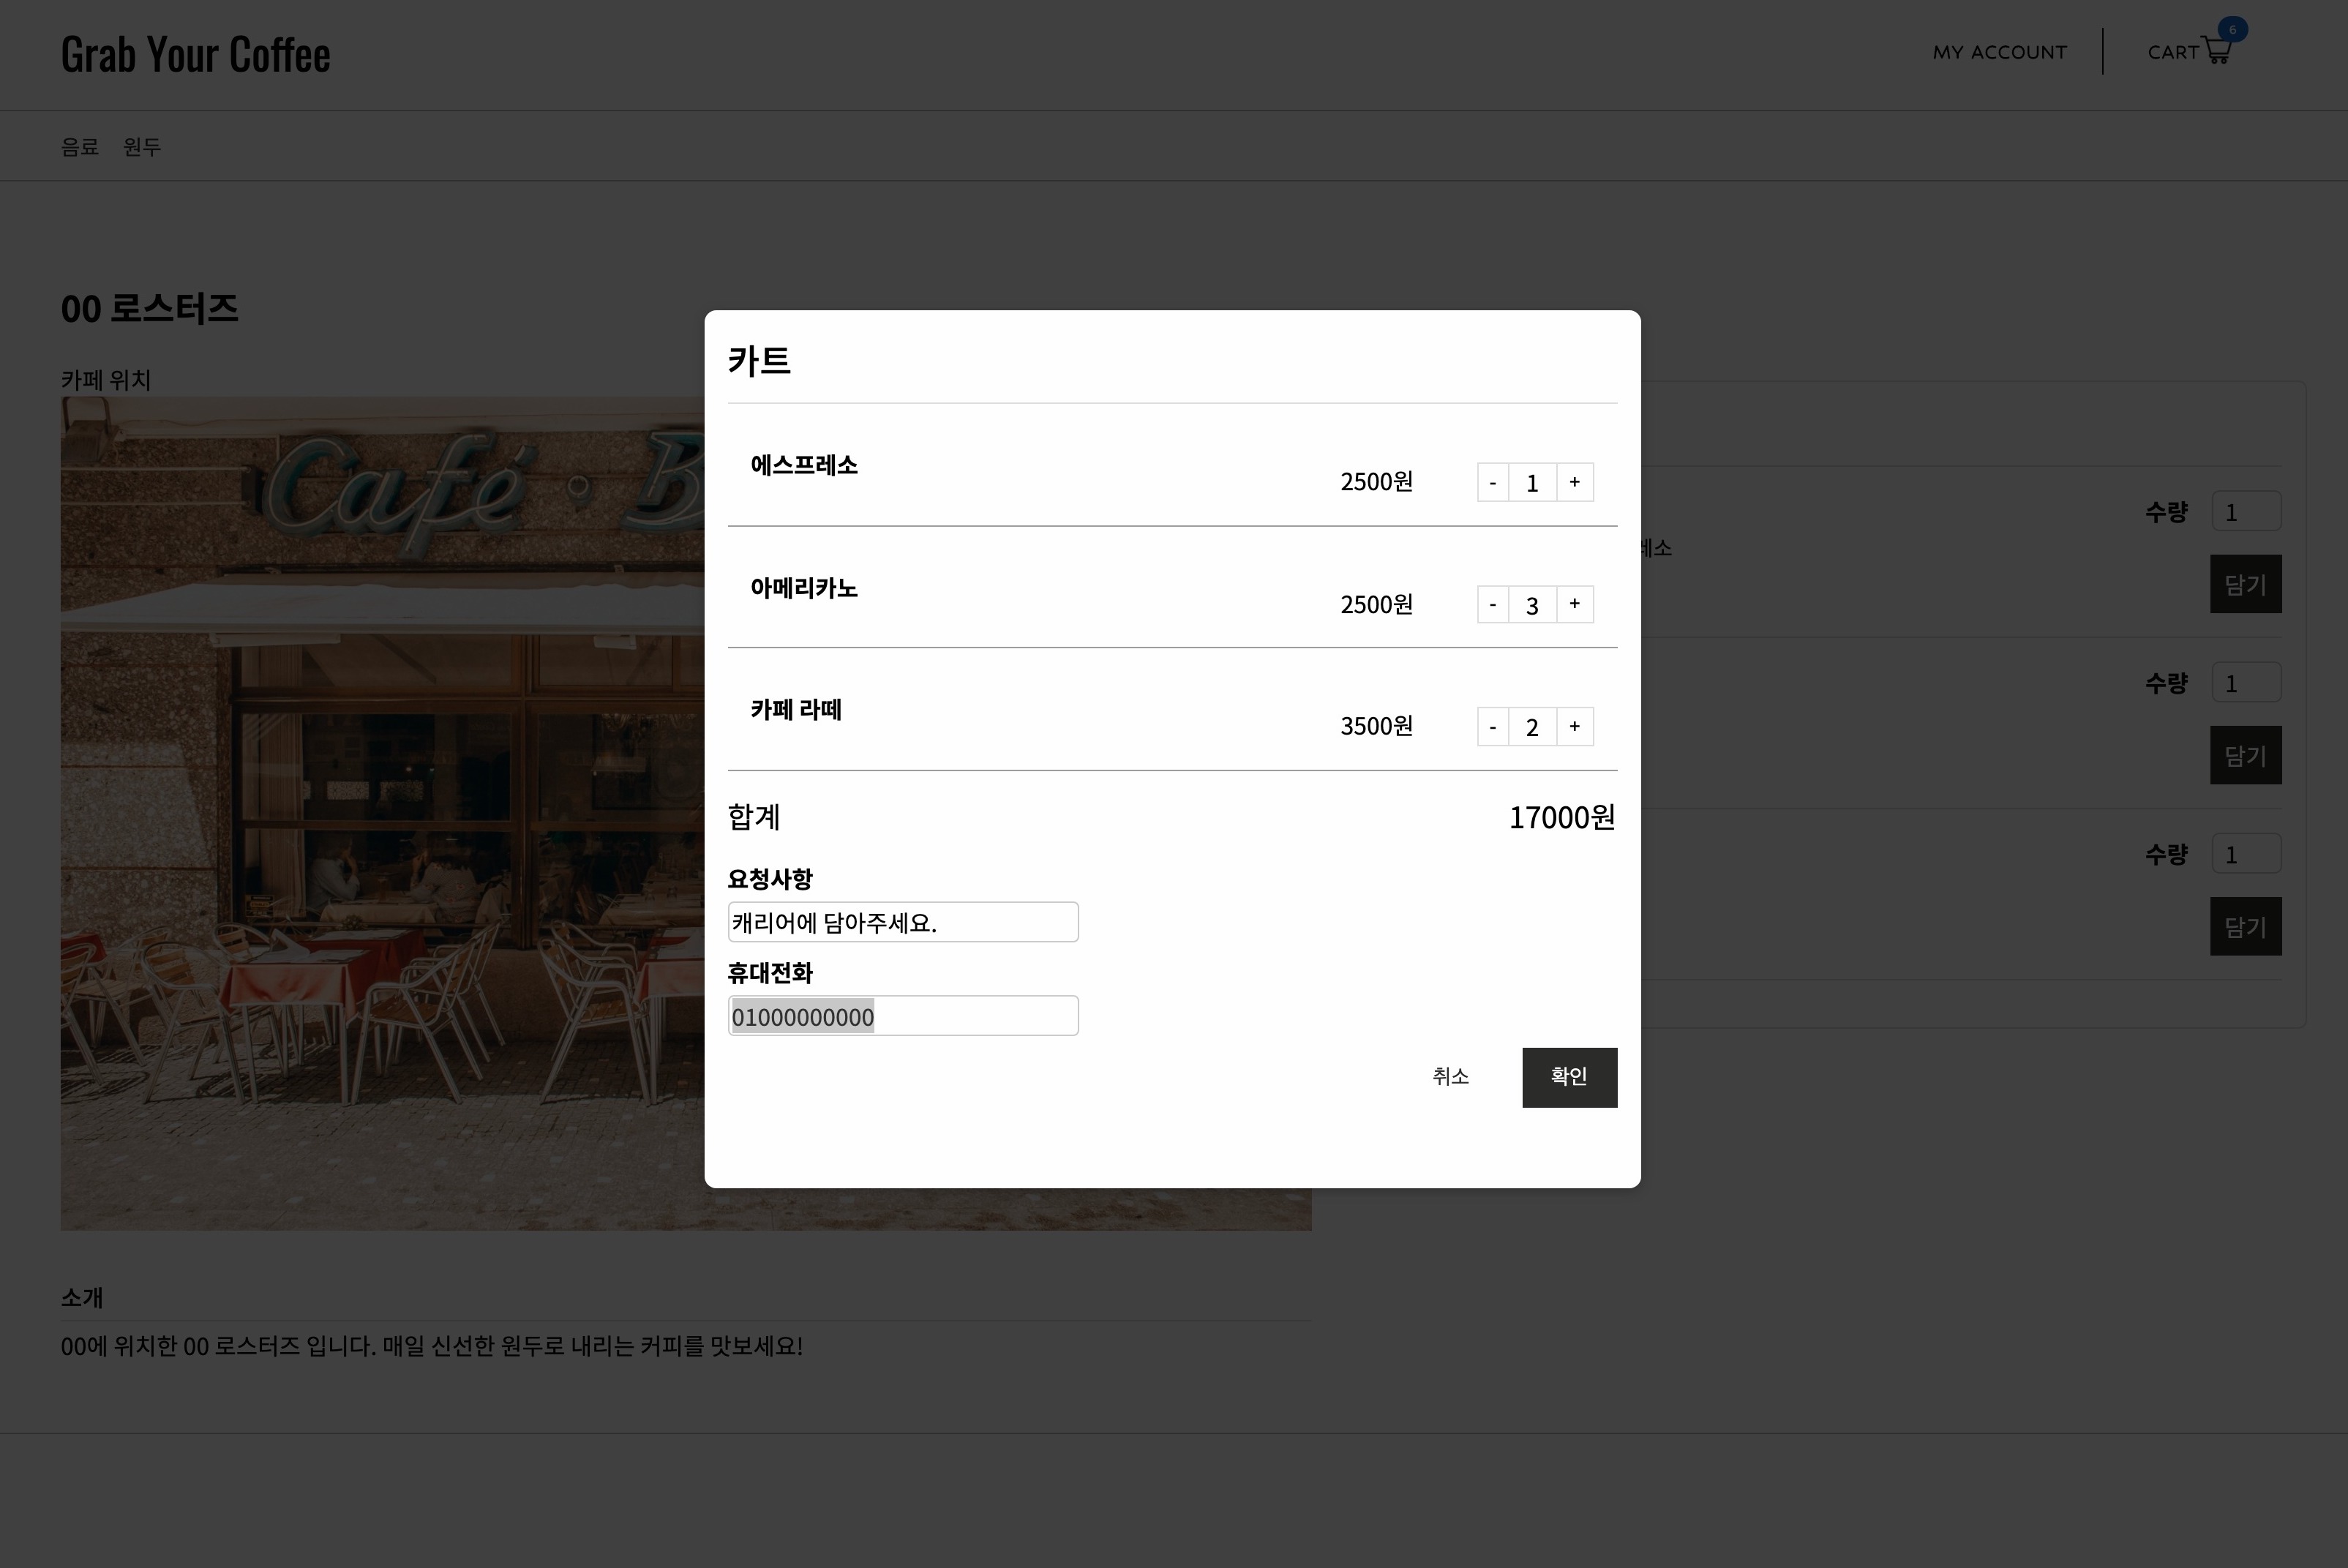 Grab Your Coffee
MY ACCOUNT
CART
6
음료 원두
00 로스터즈
카페 위치
Café · B
카트
에스프레소
2500원 - 1 +
아메리카노
2500원 - 3 +
카페 라떼
3500원 - 2 +
합계 17000원
요청사항
캐리어에 담아주세요.
휴대전화
01000000000
취소 확인
레소
수량 1
담기
수량 1
담기
수량 1
담기
소개
00에 위치한 00 로스터즈 입니다. 매일 신선한 원두로 내리는 커피를 맛보세요!